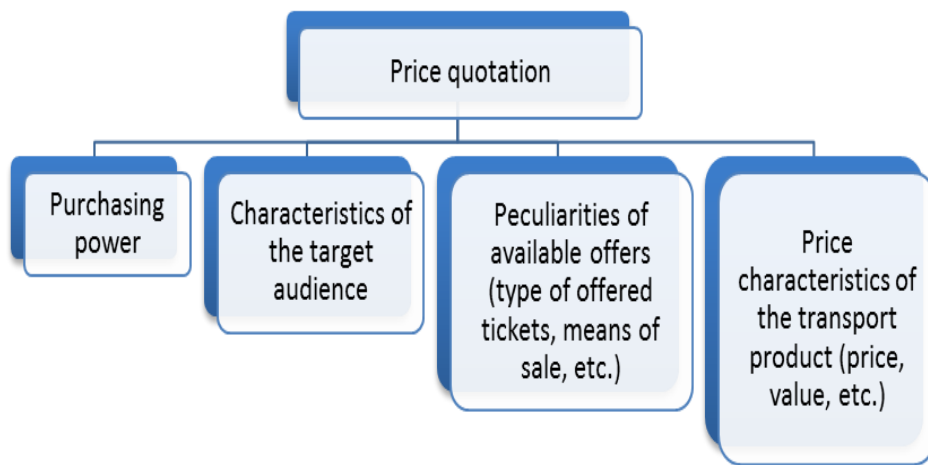 Price quotation
Purchasing
power
Characteristics of
the target
audience
Peculiarities of
available offers
(type of offered
tickets, means of
sale, etc.)
Price
characteristics of
the transport
product (price,
value, etc.)